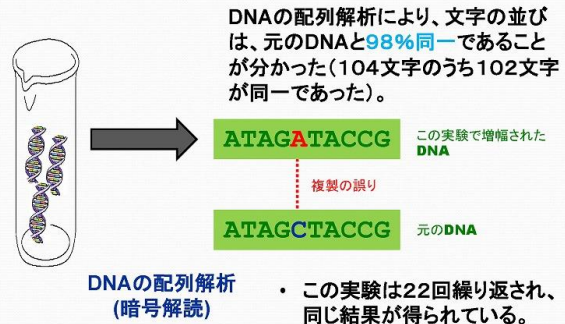 DNAの配列解析により、文字の並び
は、元のDNAと98%同一であること
が分かった(104文字のうち102文字
が同一であった)。
ATAGATACCG
この実験で増幅された
DNA
複製の誤り
ATAGCTACCG
元のDNA
DNAの配列解析
(暗号解読)
・ この実験は22回繰り返され、
同じ結果が得られている。